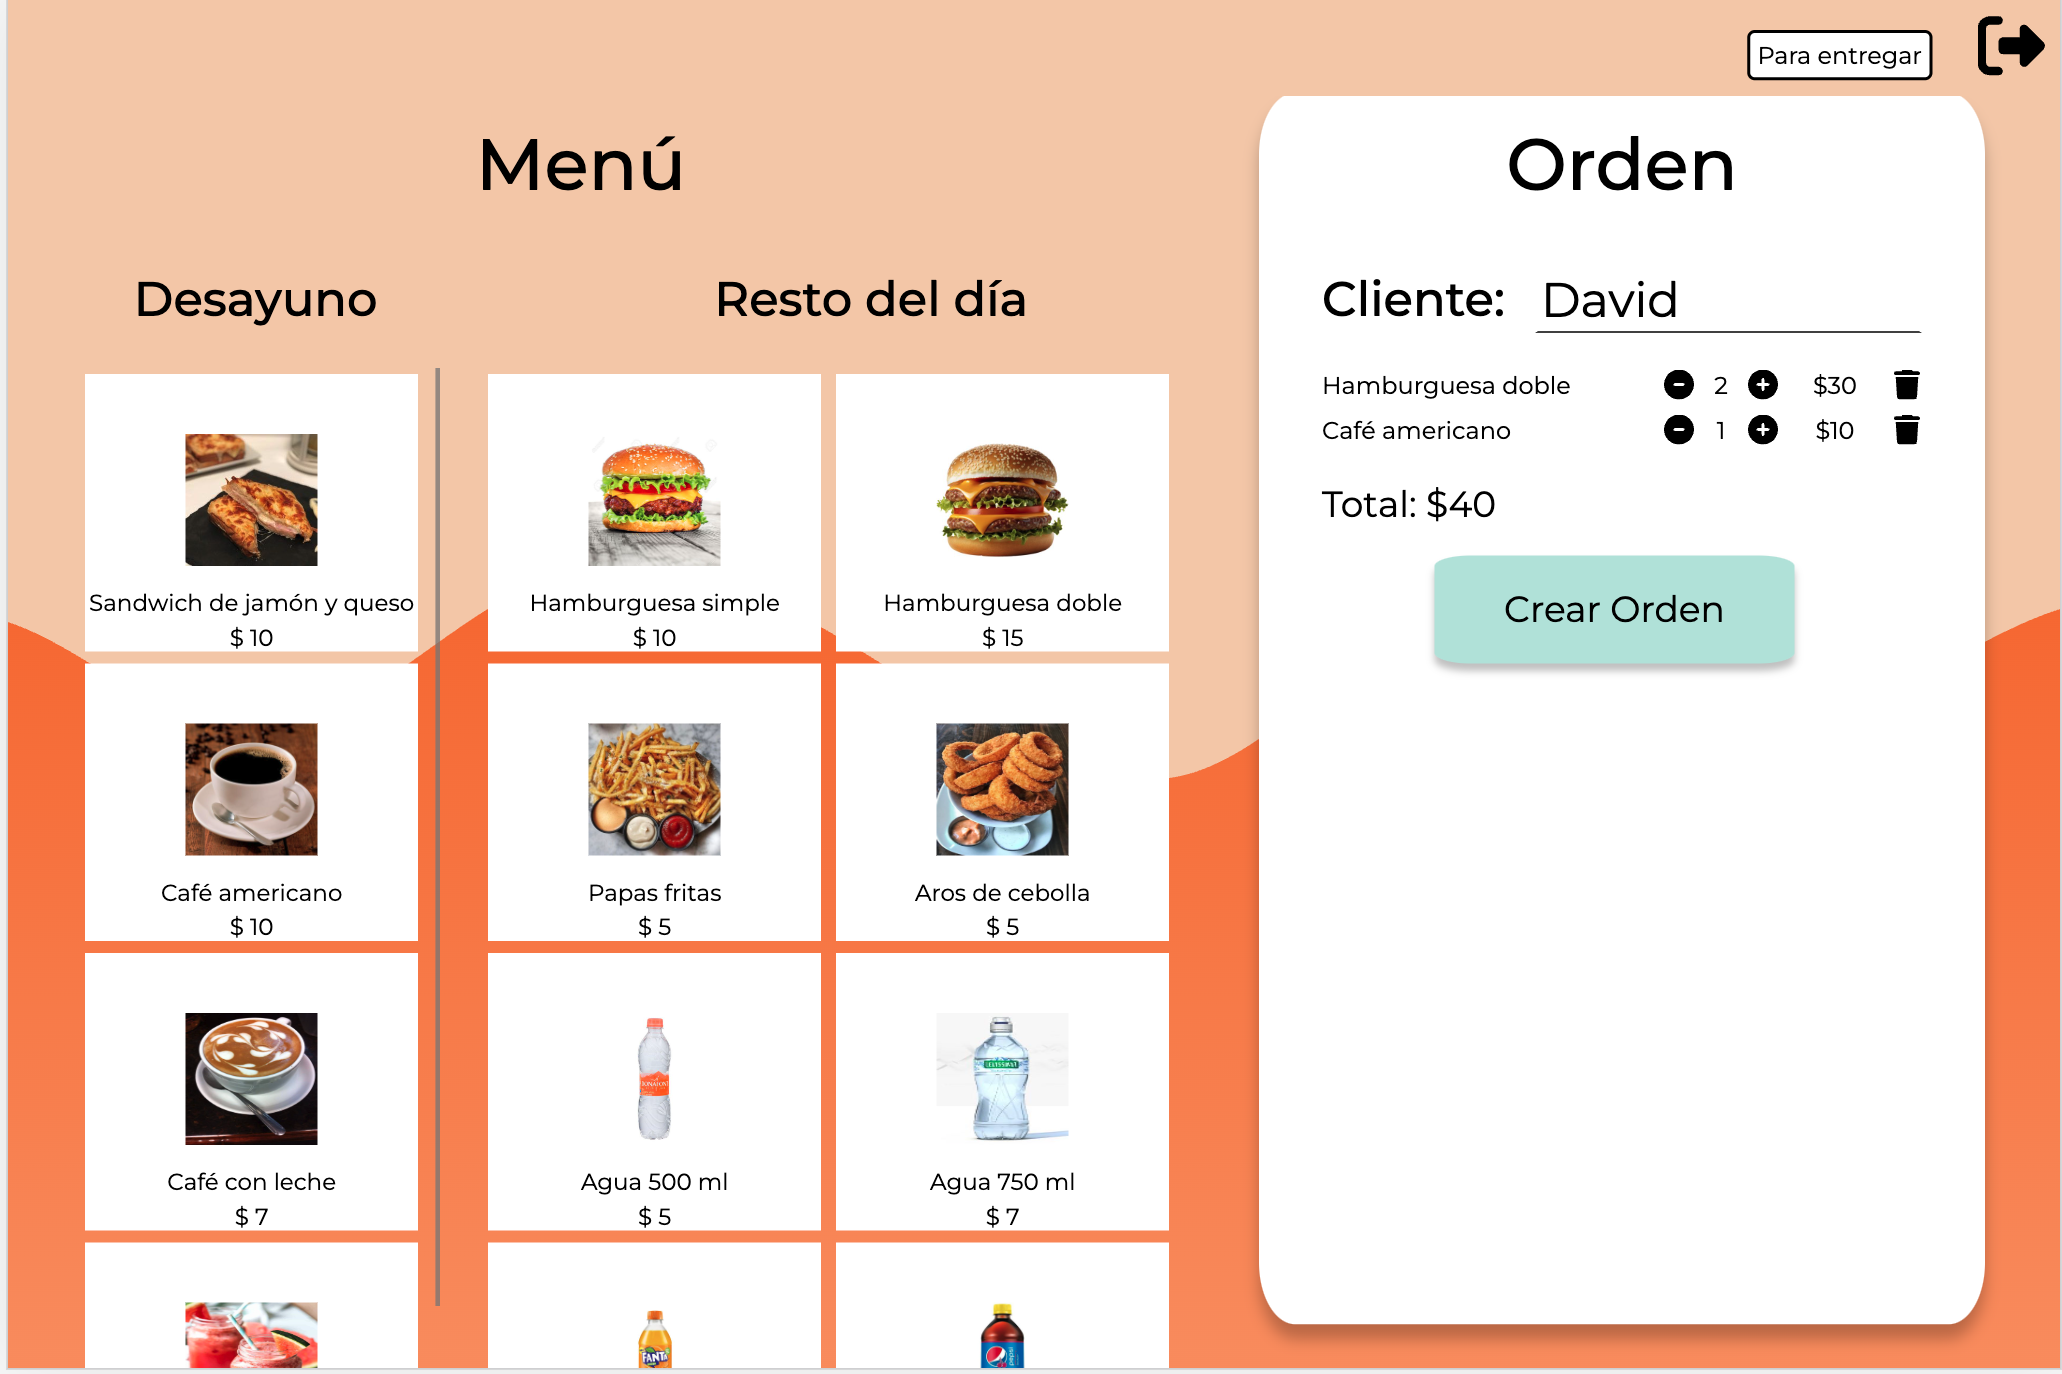 Para entregar
Menú
Desayuno
Resto del día
Sandwich de jamón y queso
$ 10
Hamburguesa simple
$ 10
Hamburguesa doble
$ 15
Café americano
$ 10
Papas fritas
$ 5
Aros de cebolla
$ 5
BONAFONT
Café con leche
$ 7
Agua 500 ml
$ 5
Agua 750 ml
$ 7
FANTA
Orden
Cliente: David
Hamburguesa doble 2 $30
Café americano 1 $10
Total: $40
Crear Orden